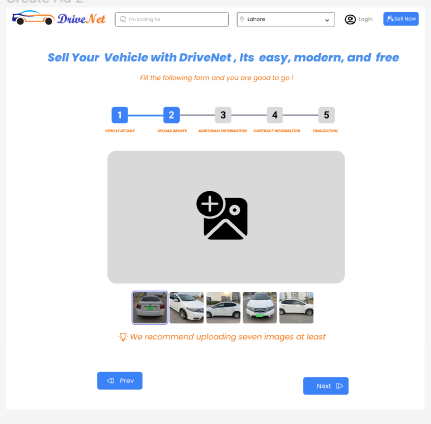 Create Ad-2
DriveNet
I'm looking for
Lahore
Login
Sell Now
Sell Your Vehicle with DriveNet , Its easy, modern, and free
Fill the following form and you are good to go !
1
2
3
4
5
VEHICLE DETAILS
UPLOAD IMAGES
ADDITIONAL INFORMATION
CONTRACT INFORMATION
FINALIZATION
We recommend uploading seven images at least
Prev
Next